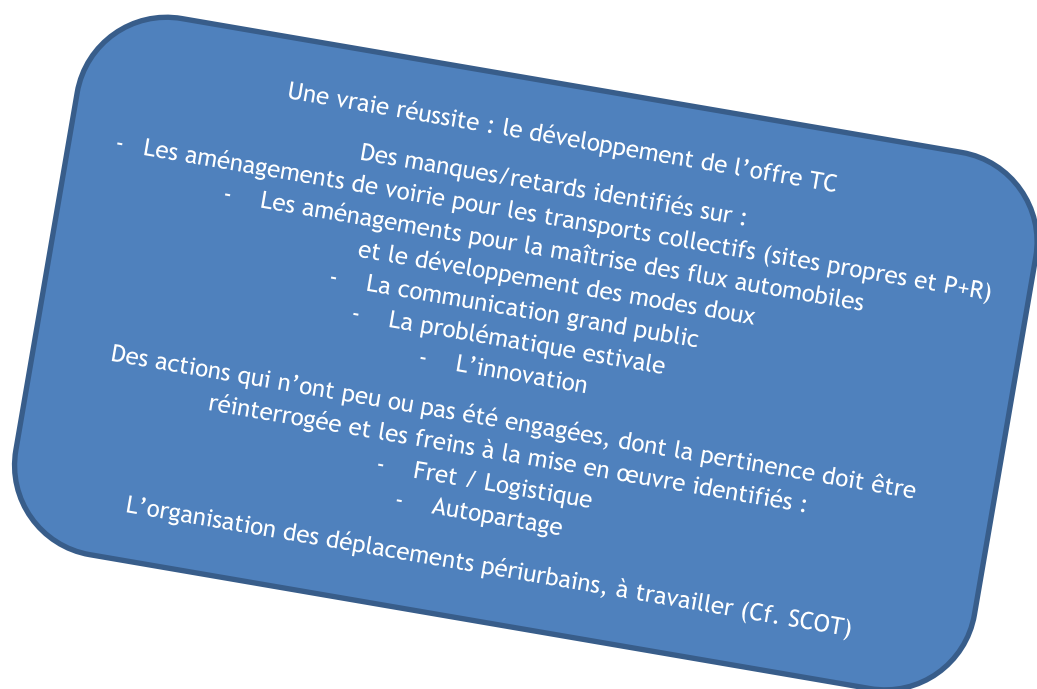 Une vraie réussite : le développement de l’offre TC
Des manques/retards identifiés sur :
- Les aménagements de voirie pour les transports collectifs (sites propres et P+R)
- Les aménagements pour la maîtrise des flux automobiles
et le développement des modes doux
- La communication grand public
- La problématique estivale
- L’innovation
Des actions qui n’ont peu ou pas été engagées, dont la pertinence doit être
réinterrogée et les freins à la mise en œuvre identifiés :
- Fret / Logistique
- Autopartage
L’organisation des déplacements périurbains, à travailler (Cf. SCOT)